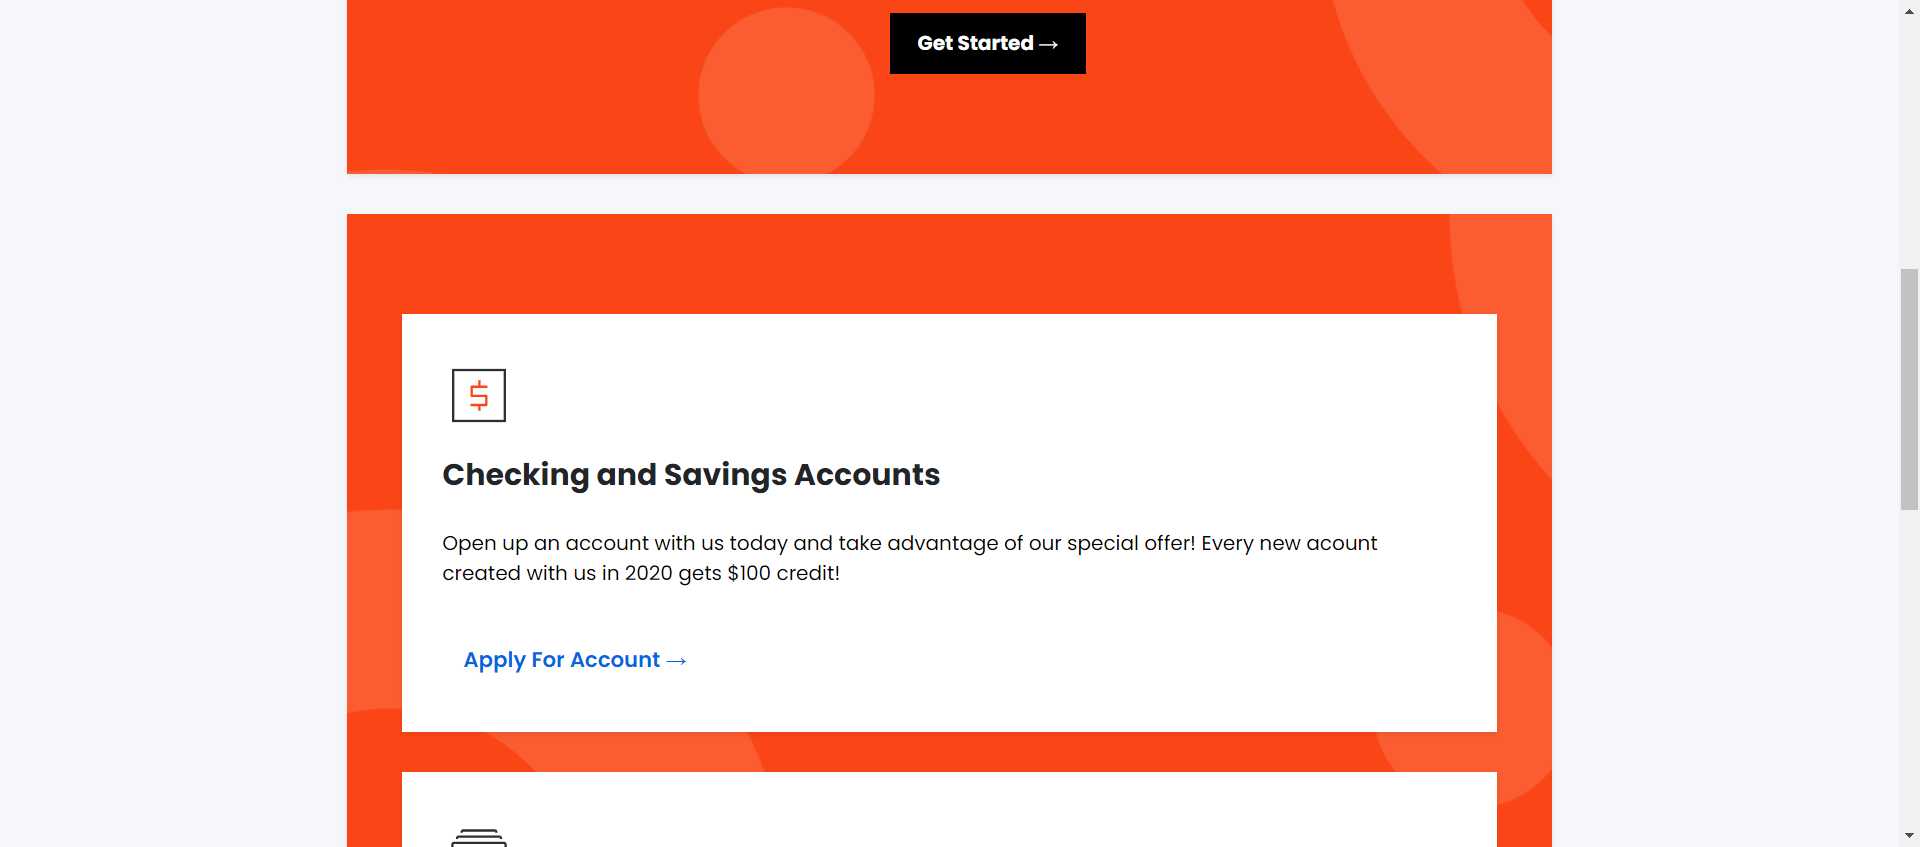 Get Started →
$
Checking and Savings Accounts
Open up an account with us today and take advantage of our special offer! Every new acount
created with us in 2020 gets $100 credit!
Apply For Account →